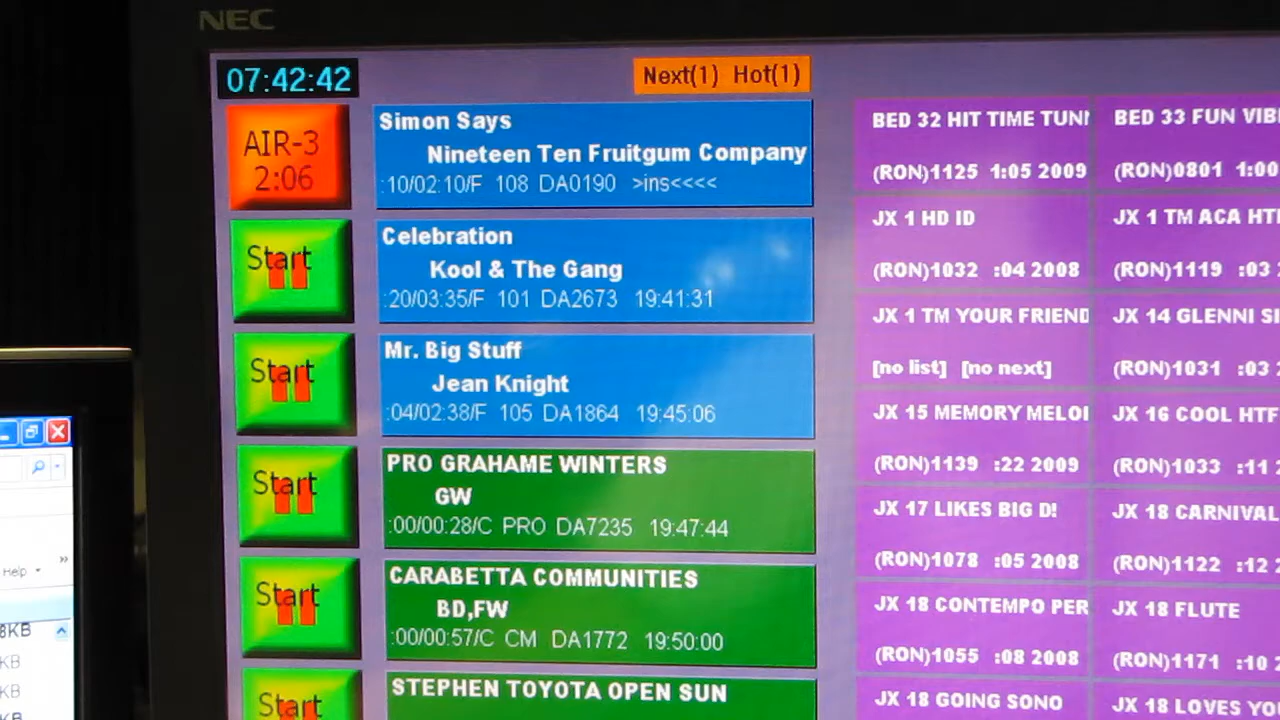 NEC
07:42:42
Next(1) Hot(1)
AIR-3
2:06
Simon Says
Nineteen Ten Fruitgum Company
:10/02:10/F 108 DA0190 >ins<<<<
Start
Celebration
Kool & The Gang
:20/03:35/F 101 DA2673 19:41:31
Start
Mr. Big Stuff
Jean Knight
:04/02:38/F 105 DA1864 19:45:06
Start
PRO GRAHAME WINTERS
GW
:00/00:28/C PRO DA7235 19:47:44
Start
CARABETTA COMMUNITIES
BD,FW
:00/00:57/C CM DA1772 19:50:00
Start
STEPHEN TOYOTA OPEN SUN
BED 32 HIT TIME TUN
(RON)1125 1:05 2009
JX 1 HD ID
(RON)1032 :04 2008
JX 1 TM YOUR FRIEND
[no list] [no next]
JX 15 MEMORY MELO
(RON)1139 :22 2009
JX 17 LIKES BIG D!
(RON)1078 :05 2008
JX 18 CONTEMPO PER
(RON)1055 :08 2008
JX 18 GOING SONO
BED 33 FUN VIB
(RON)0801 1:00
JX 1 TM ACA HT
(RON)1119 :03
JX 14 GLENNI S
(RON)1031 :03
JX 16 COOL HTF
(RON)1033 :11
JX 18 CARNIVAL
(RON)1122 :12
JX 18 FLUTE
(RON)1171 :10
JX 18 LOVES YO
Help
8KB
KB
KB
KB